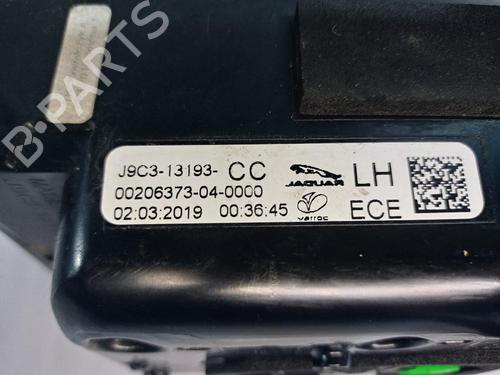 J9C3-13193- CC JAGUAR LH
00206373-04-0000
02:03:2019 00:36:45 varroc ECE
B-PARTS